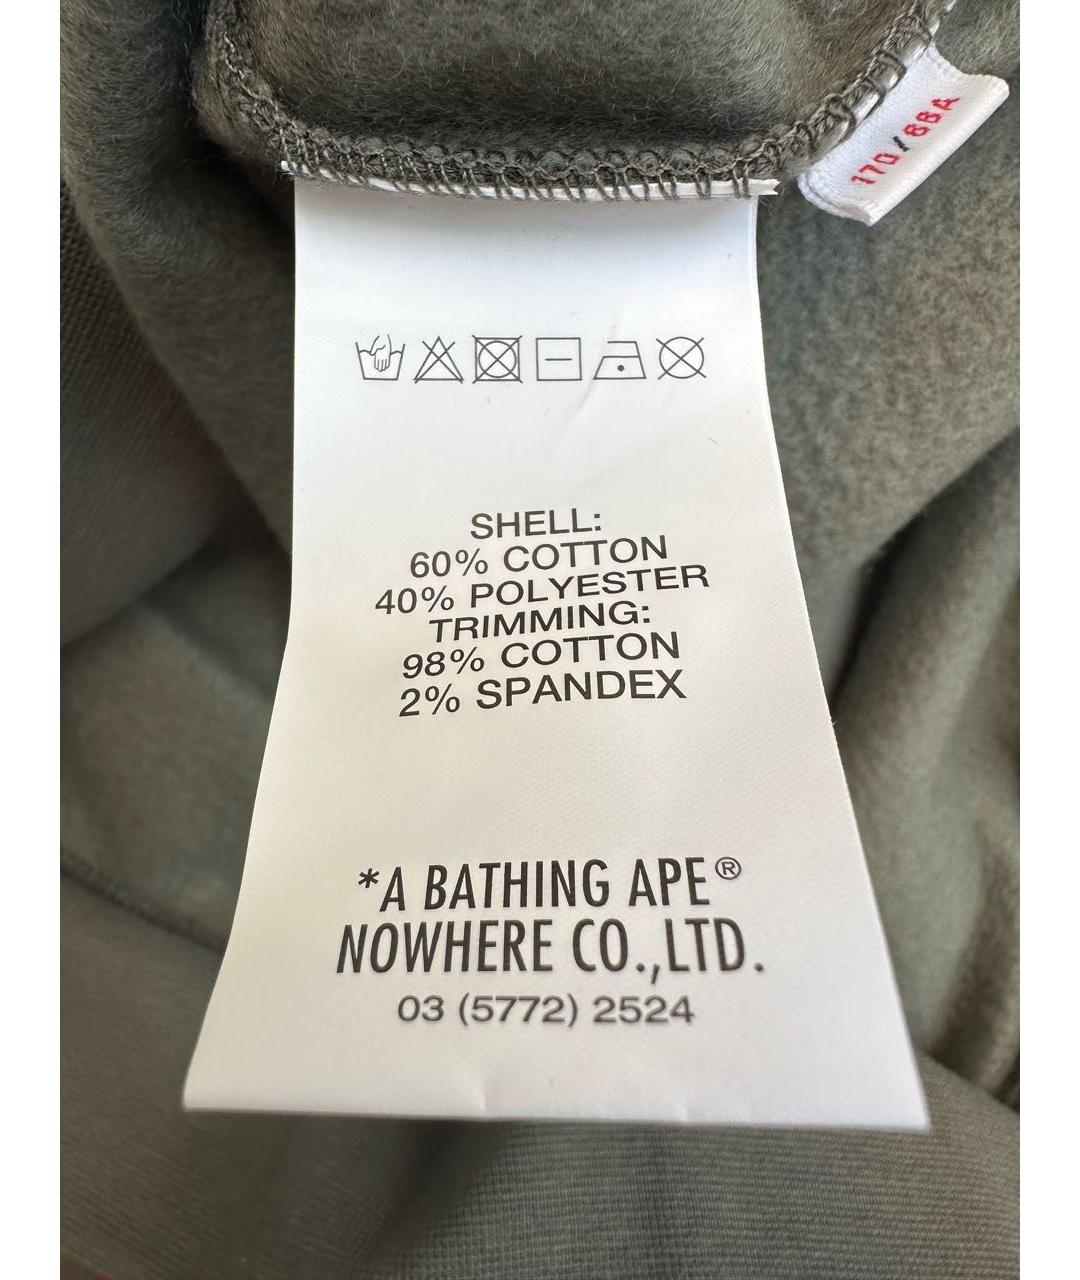 170/88A
SHELL:
60% COTTON
40% POLYESTER
TRIMMING:
98% COTTON
2% SPANDEX
*A BATHING APE®
NOWHERE CO.,LTD.
03 (5772) 2524